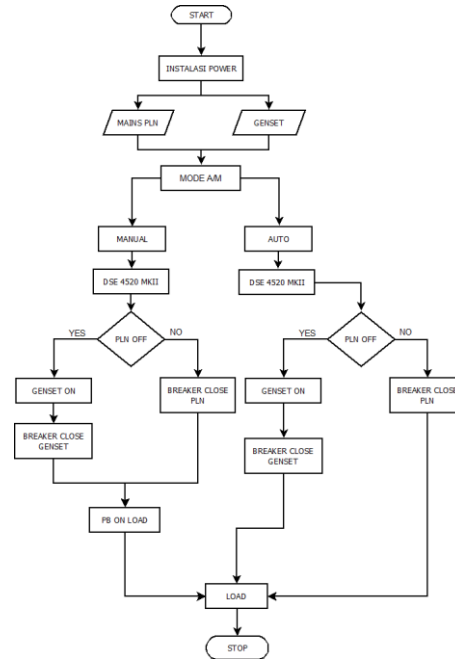 START
INSTALASI POWER
MAINS PLN
GENSET
MODE A/M
MANUAL
AUTO
DSE 4520 MKII
DSE 4520 MKII
YES
PLN OFF
NO
YES
PLN OFF
NO
GENSET ON
BREAKER CLOSE
PLN
GENSET ON
BREAKER CLOSE
PLN
BREAKER CLOSE
GENSET
BREAKER CLOSE
GENSET
PB ON LOAD
LOAD
STOP